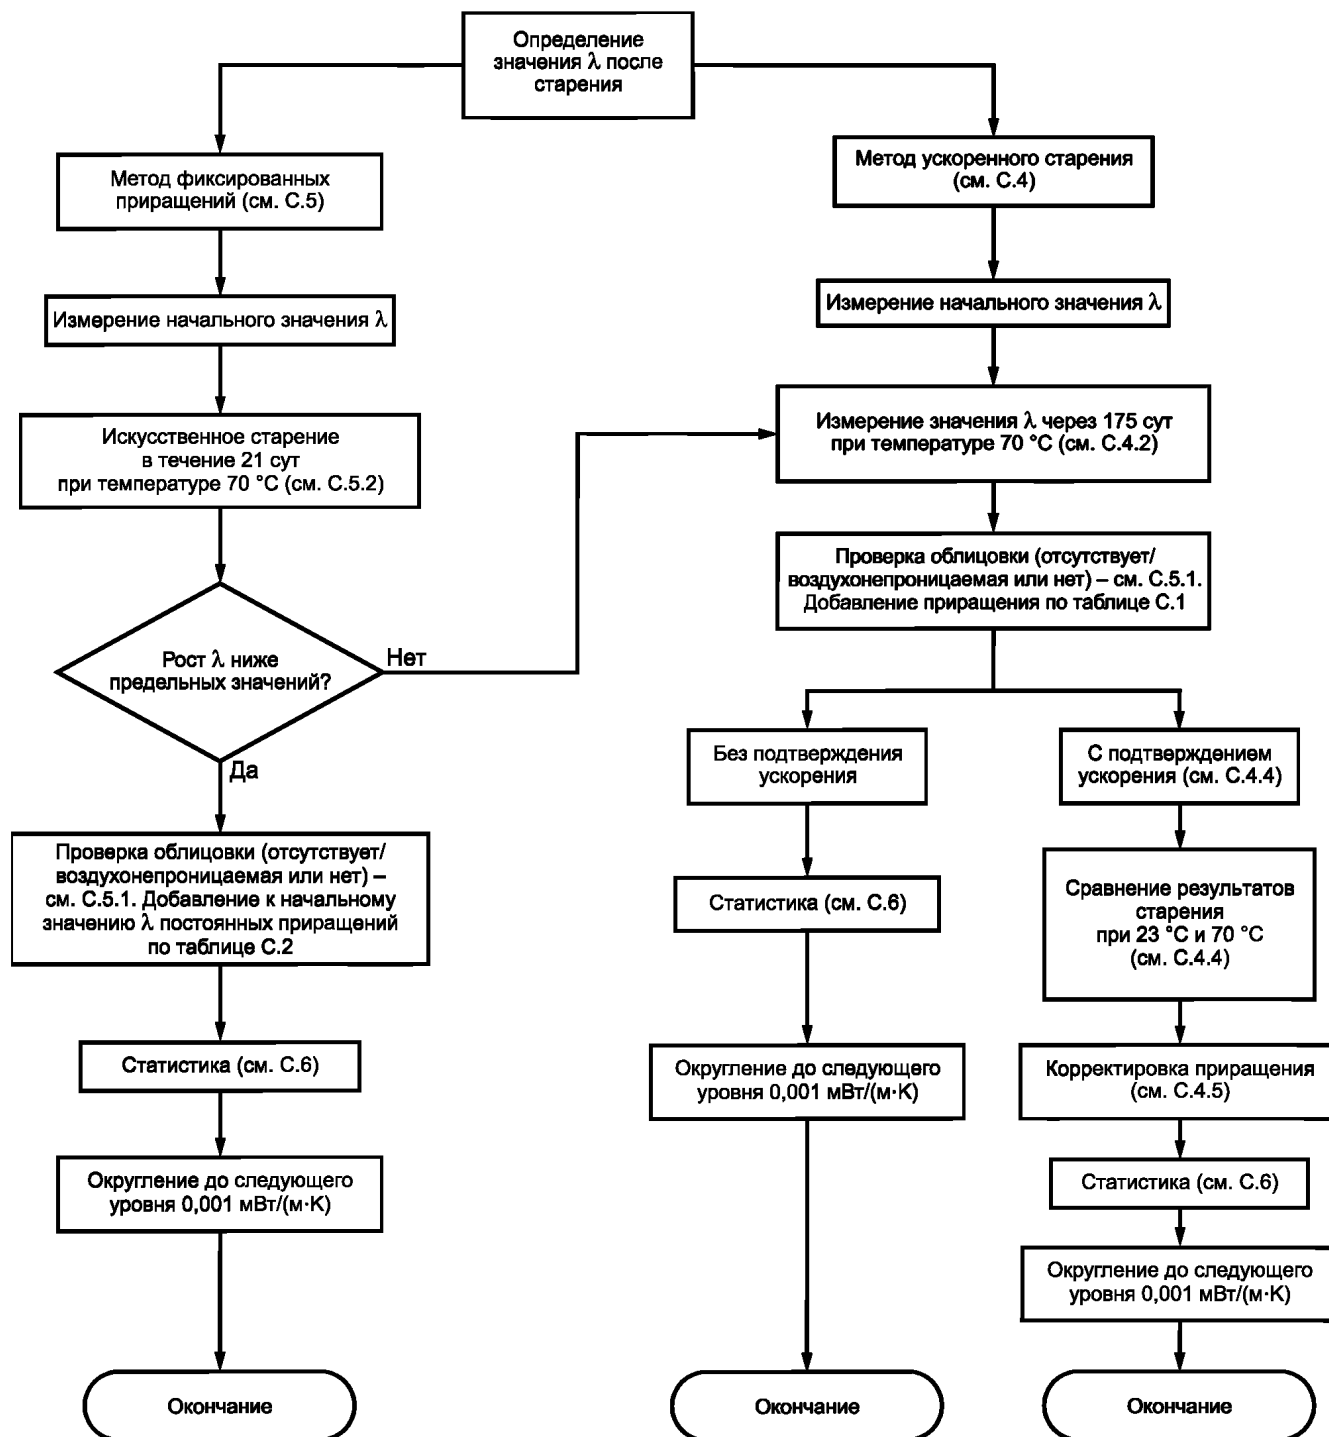 Определение
значения λ после
старения
Метод фиксированных
приращений (см. С.5)
Метод ускоренного старения
(см. С.4)
Измерение начального значения λ
Измерение начального значения λ
Искусственное старение
в течение 21 сут
при температуре 70 °С (см. С.5.2)
Измерение значения λ через 175 сут
при температуре 70 °С (см. С.4.2)
Проверка облицовки (отсутствует/
воздухонепроницаемая или нет) – см. С.5.1.
Добавление приращения по таблице С.1
Рост λ ниже
предельных значений?
Нет
Да
Без подтверждения
ускорения
С подтверждением
ускорения (см. С.4.4)
Проверка облицовки (отсутствует/
воздухонепроницаемая или нет) –
см. С.5.1. Добавление к начальному
значению λ постоянных приращений
по таблице С.2
Статистика (см. С.6)
Сравнение результатов
старения
при 23 °С и 70 °С
(см. С.4.4)
Статистика (см. С.6)
Округление до следующего
уровня 0,001 мВт/(м·К)
Корректировка приращения
(см. С.4.5)
Округление до следующего
уровня 0,001 мВт/(м·К)
Статистика (см. С.6)
Округление до следующего
уровня 0,001 мВт/(м·К)
Окончание
Окончание
Окончание